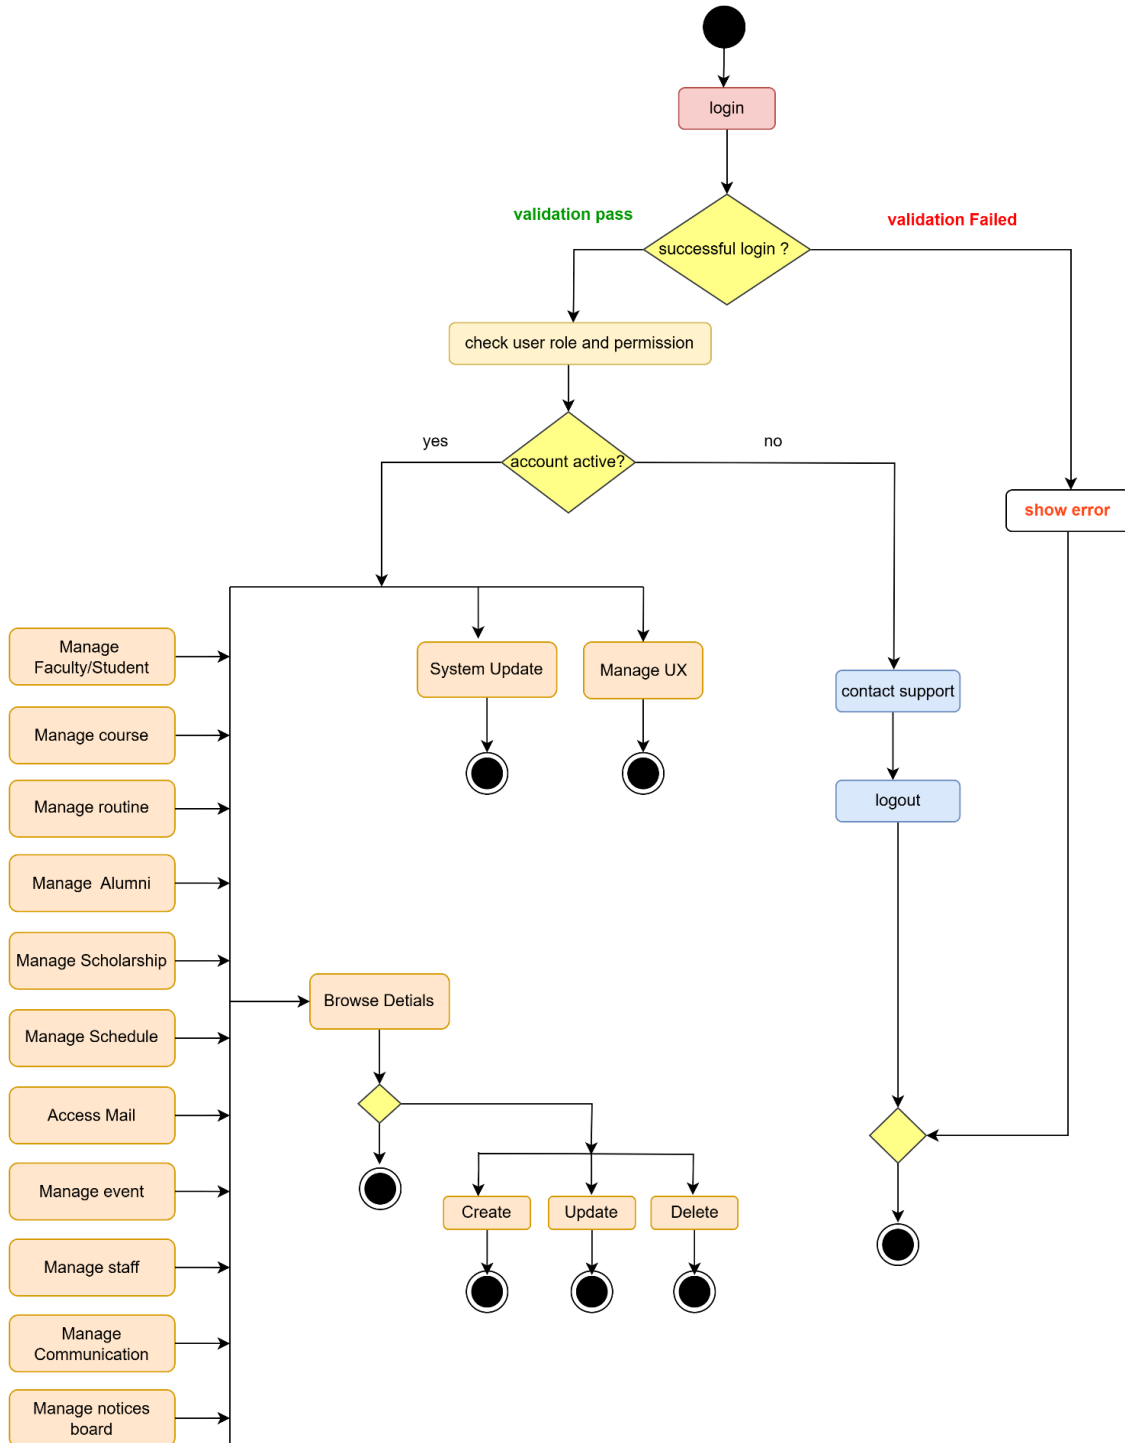 login
validation pass
validation Failed
successful login ?
check user role and permission
yes
no
account active?
show error
Manage
Faculty/Student
System Update
Manage UX
contact support
Manage course
Manage routine
logout
Manage  Alumni
Manage Scholarship
Browse Detials
Manage Schedule
Access Mail
Manage event
Create
Update
Delete
Manage staff
Manage
Communication
Manage notices
board